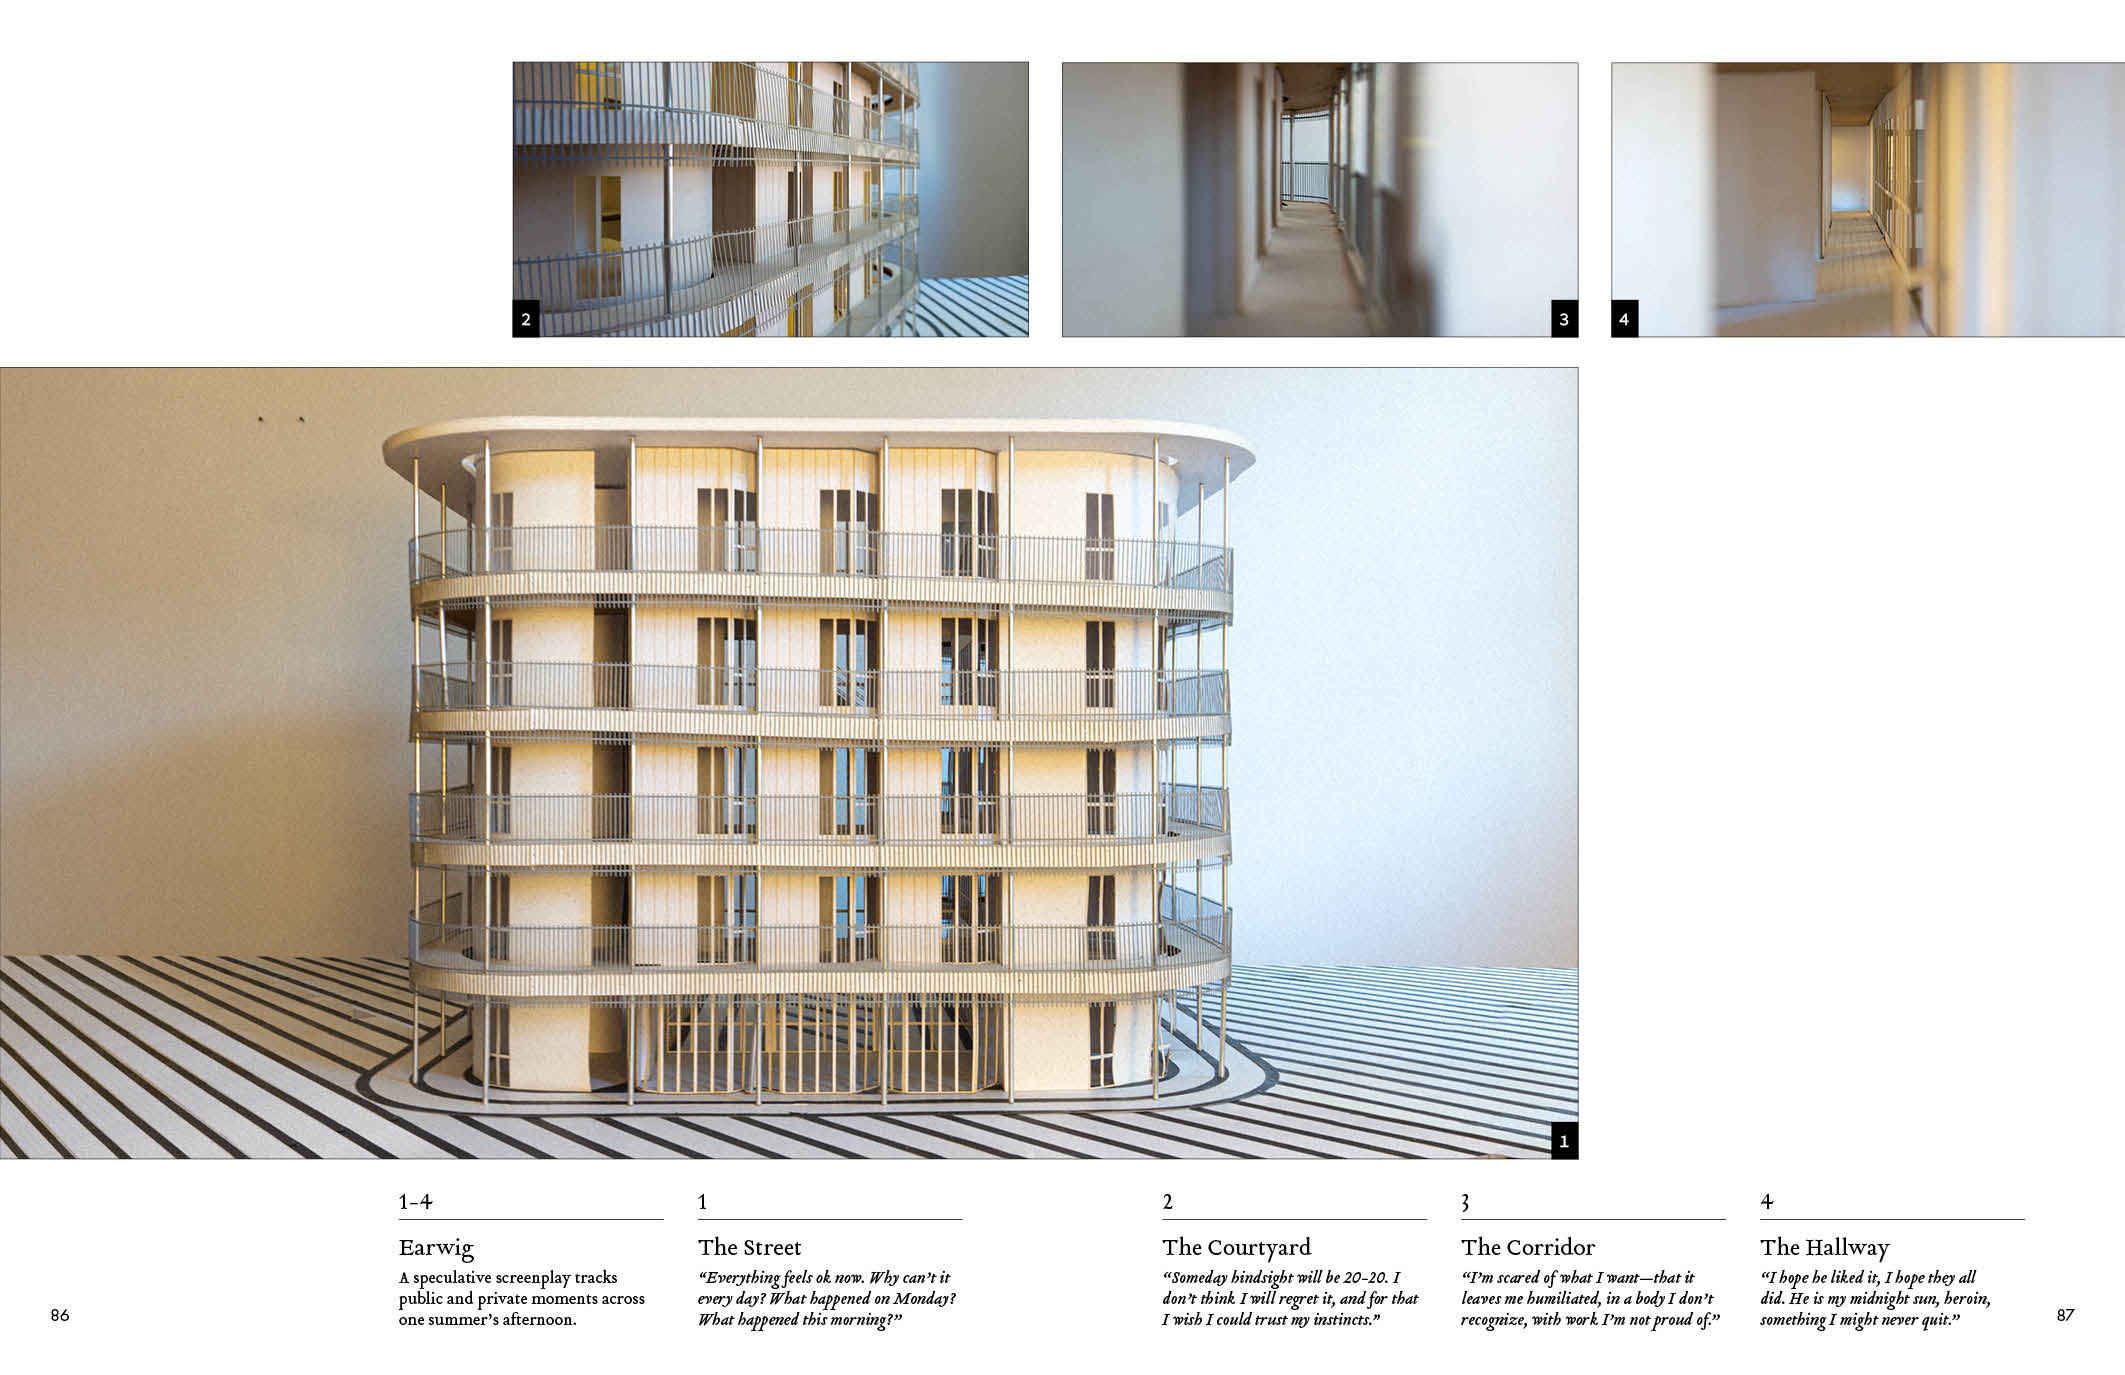 2
3
4
1
1–4
Earwig
A speculative screenplay tracks
public and private moments across
one summer’s afternoon.
1
The Street
“Everything feels ok now. Why can’t it
every day? What happened on Monday?
What happened this morning?”
2
The Courtyard
“Someday hindsight will be 20–20. I
don’t think I will regret it, and for that
I wish I could trust my instincts.”
3
The Corridor
“I’m scared of what I want—that it
leaves me humiliated, in a body I don’t
recognize, with work I’m not proud of.”
4
The Hallway
“I hope he liked it, I hope they all
did. He is my midnight sun, heroin,
something I might never quit.”
86
87